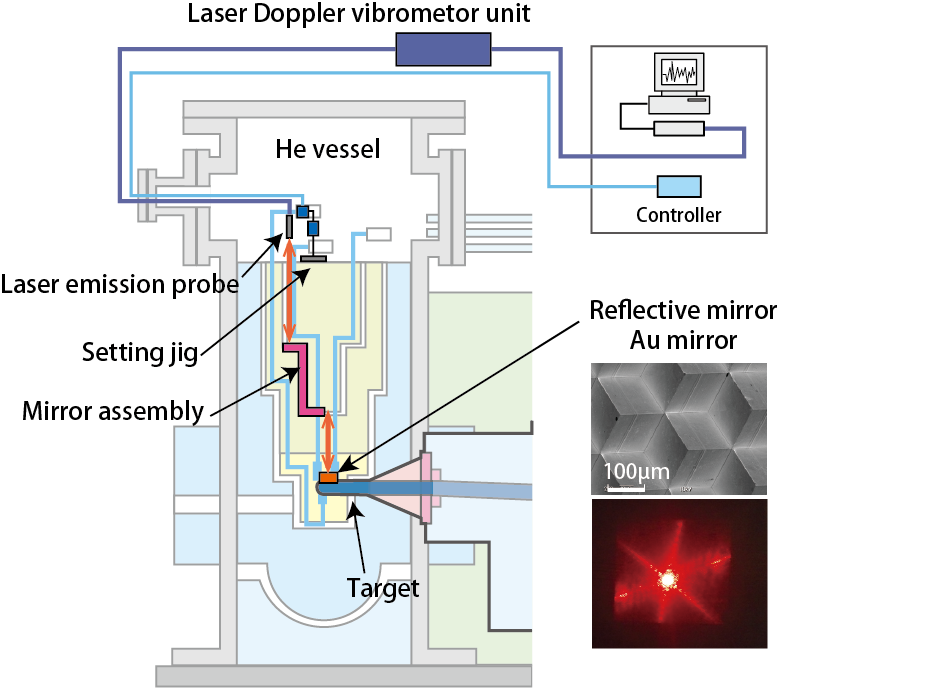 Laser Doppler vibrometor unit
He vessel
Controller
Laser emission probe
Setting jig
Mirror assembly
Reflective mirror
Au mirror
100μm
Target